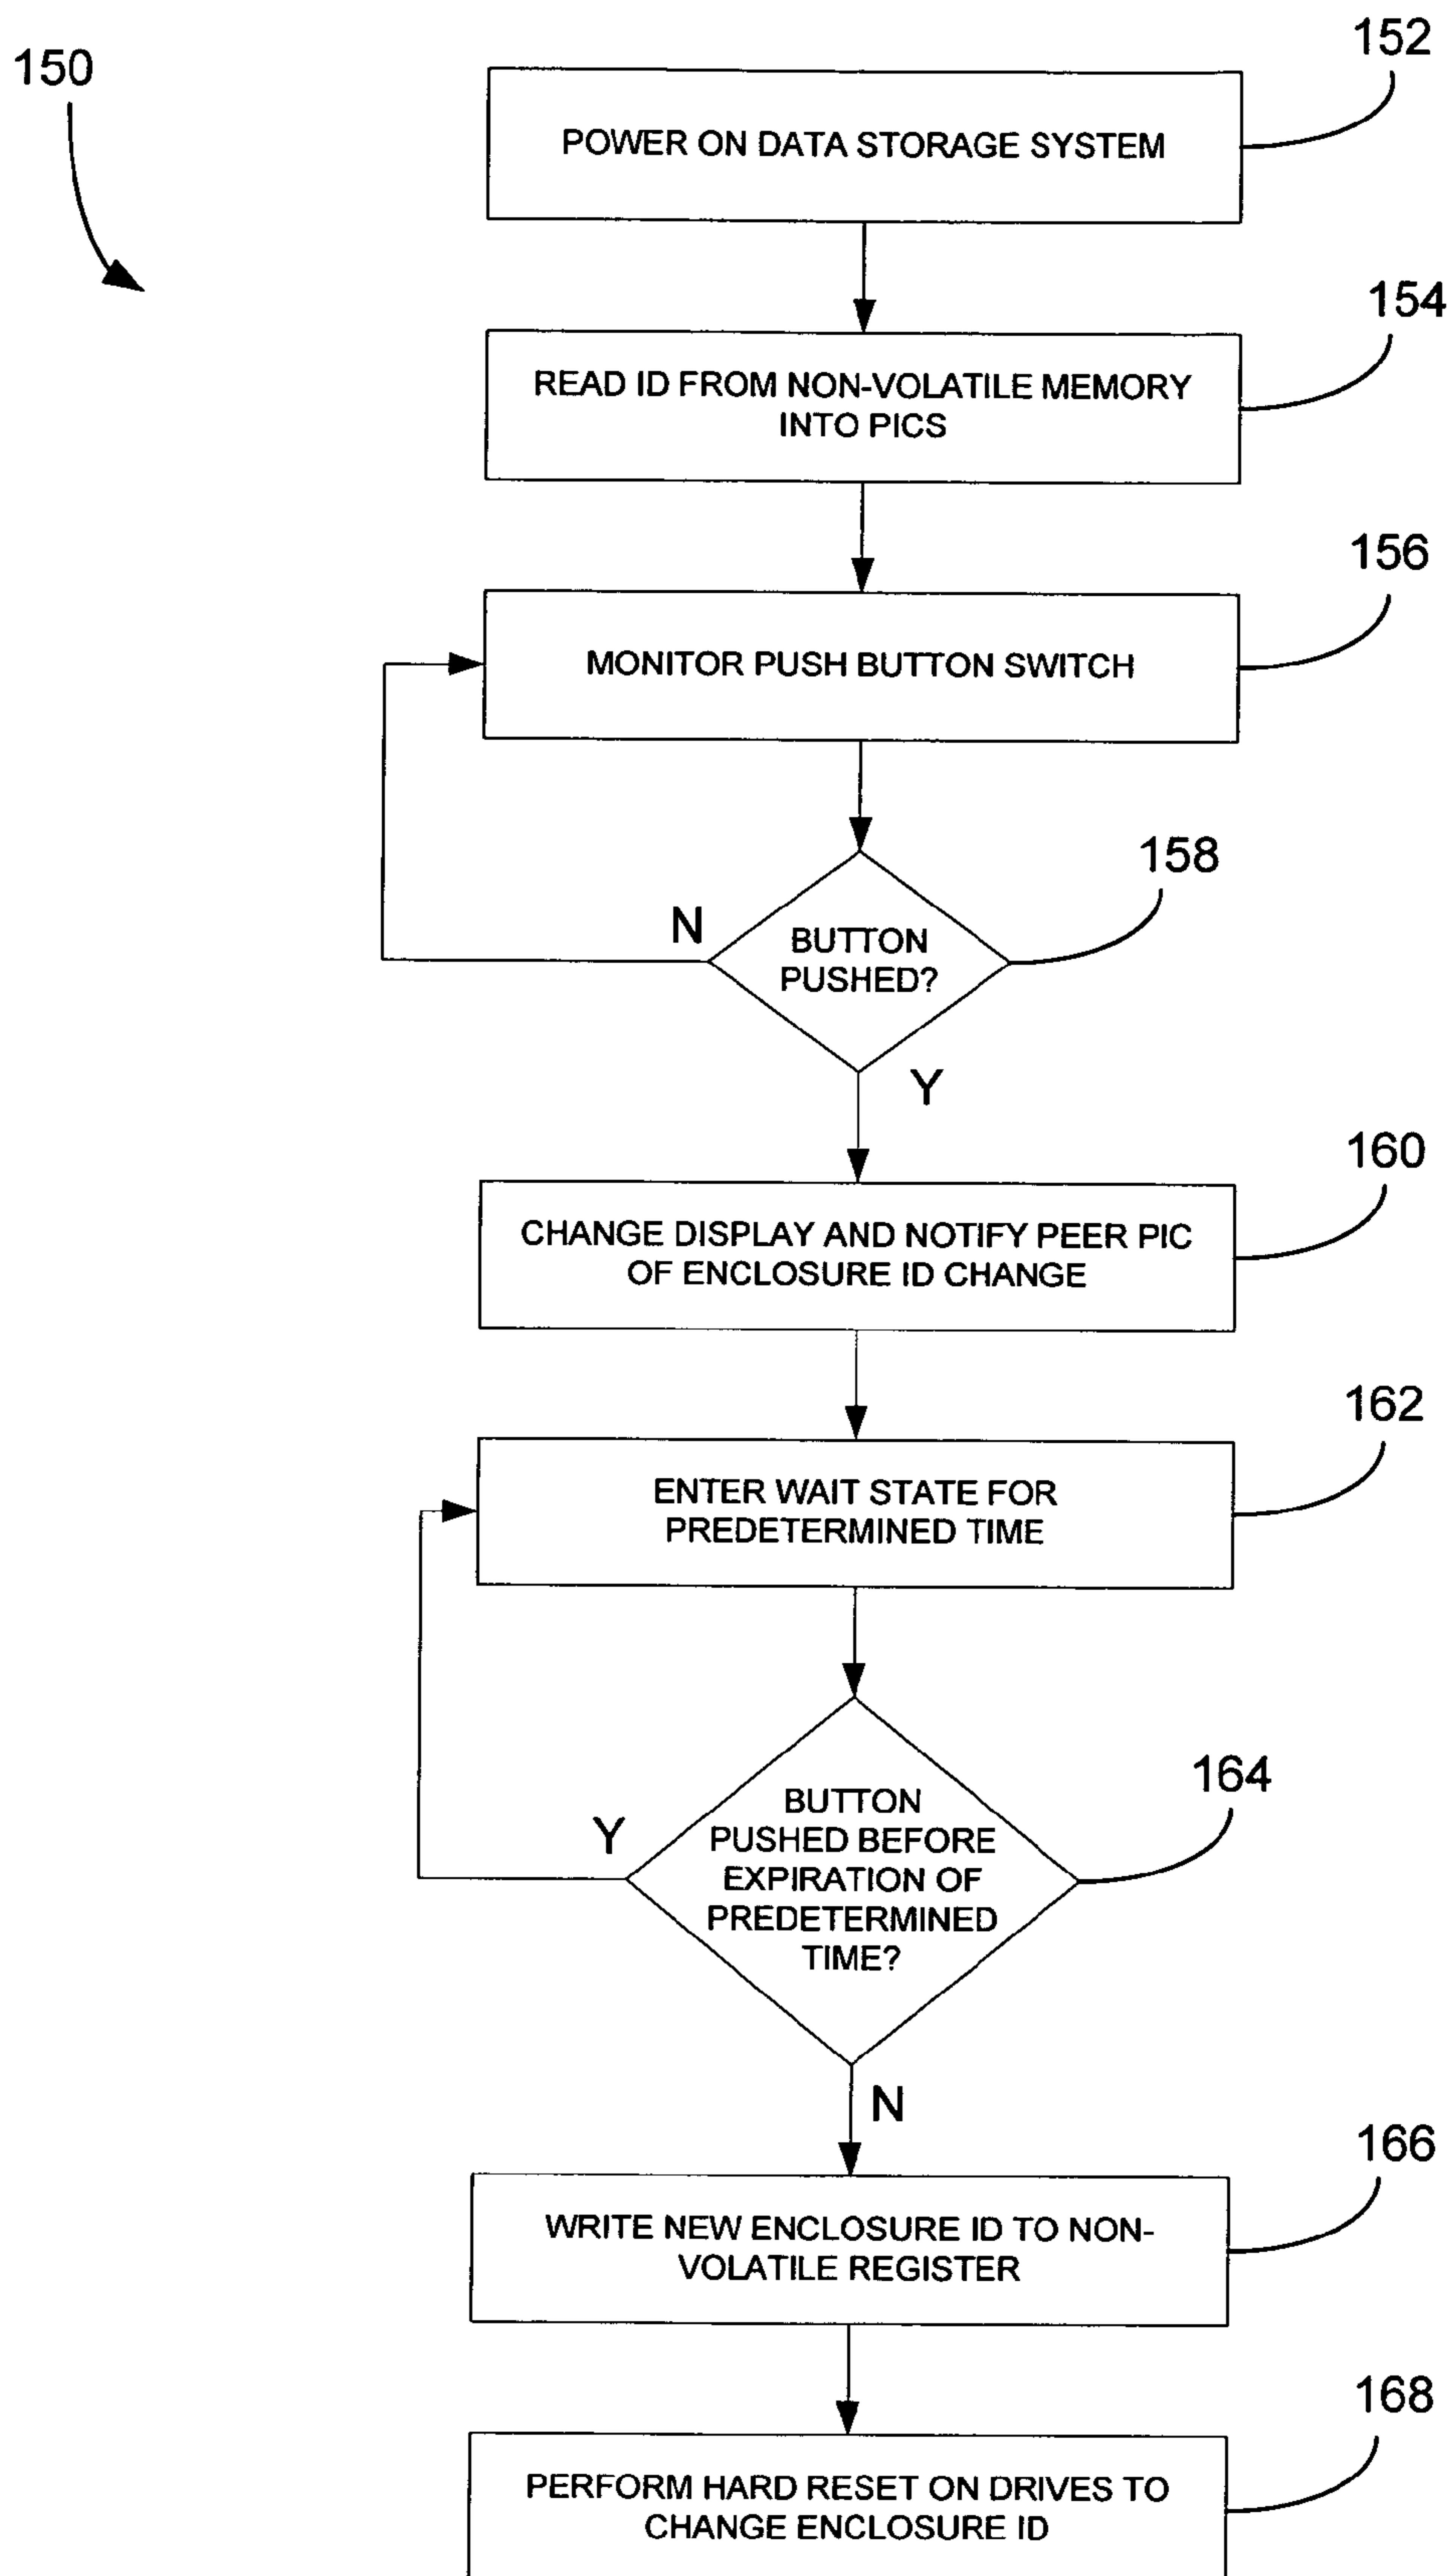 150
152
POWER ON DATA STORAGE SYSTEM
154
READ ID FROM NON-VOLATILE MEMORY
INTO PICS
156
MONITOR PUSH BUTTON SWITCH
158
N
BUTTON
PUSHED?
Y
160
CHANGE DISPLAY AND NOTIFY PEER PIC
OF ENCLOSURE ID CHANGE
162
ENTER WAIT STATE FOR
PREDETERMINED TIME
164
Y
BUTTON
PUSHED BEFORE
EXPIRATION OF
PREDETERMINED
TIME?
N
166
WRITE NEW ENCLOSURE ID TO NON-
VOLATILE REGISTER
168
PERFORM HARD RESET ON DRIVES TO
CHANGE ENCLOSURE ID